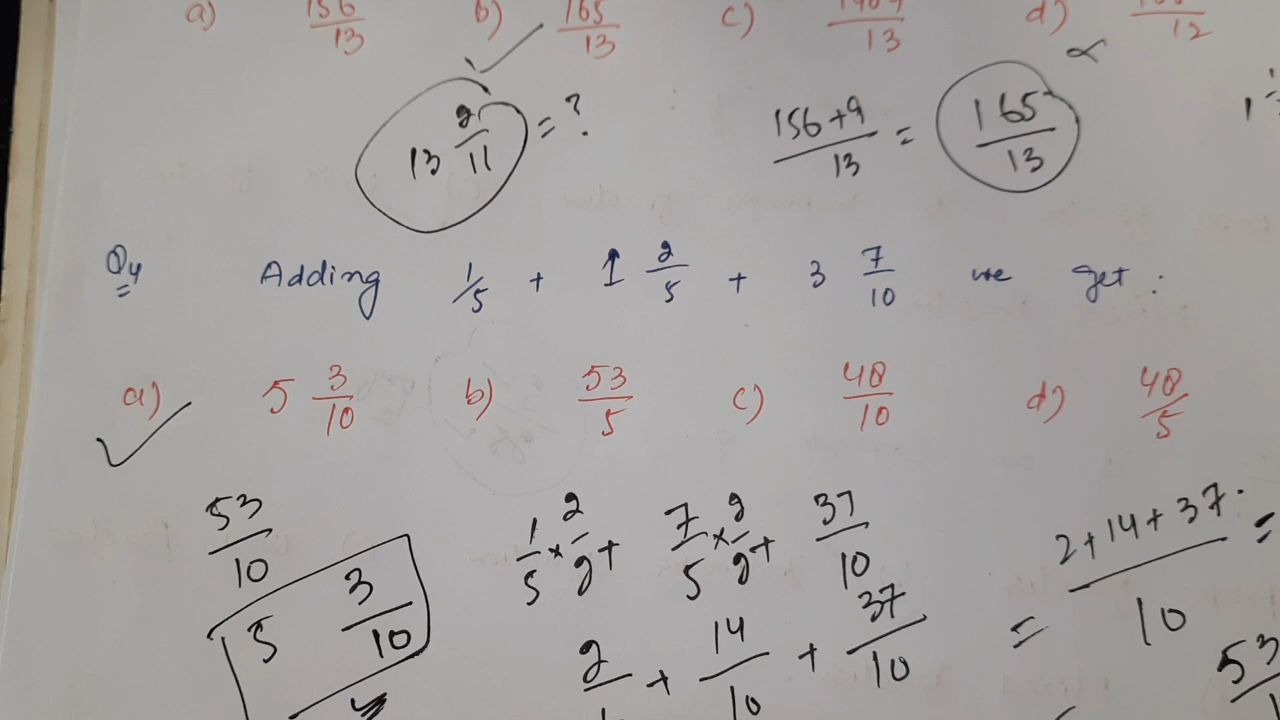 a) 156/13 b) 165/13 c) 13 d) 12
13 2/11 = ? 156+9/13 = 165/13
Q4 Adding 1/5 + 1 2/5 + 3 7/10 we get :
a) 5 3/10 b) 53/5 c) 48/10 d) 48/5
53/10 1/5 × 2/2 + 7/5 × 2/2 + 37/10 2+14+37/10 =
5 3/10 2/ + 14/10 + 37/10 =
53